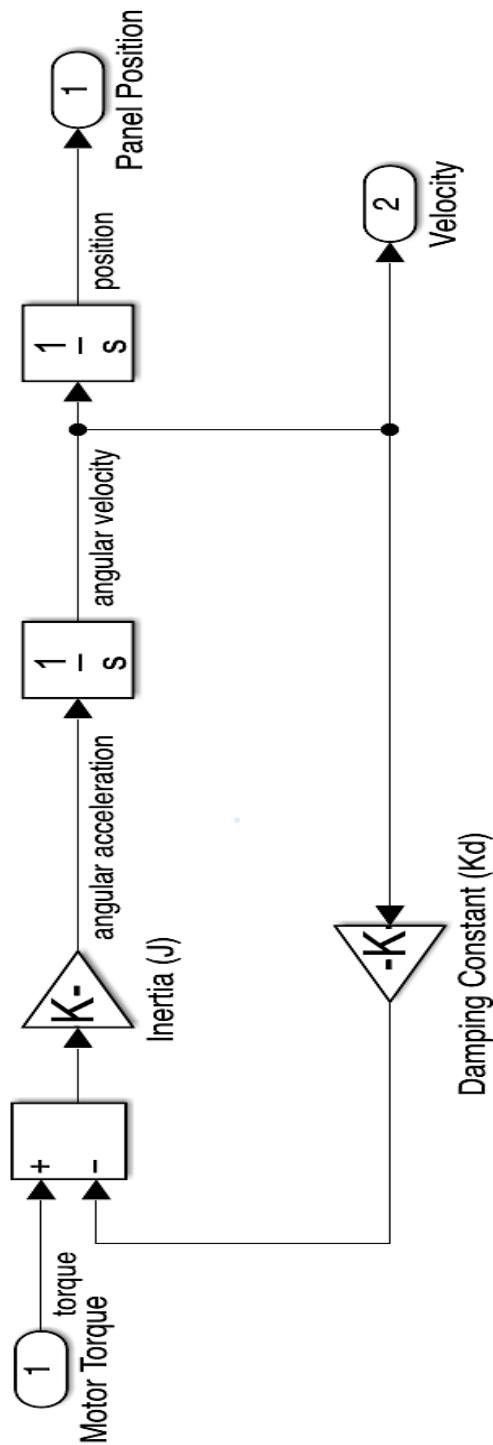 1
torque
Motor Torque
+
-
K-
Inertia (J)
angular acceleration
1
s
angular velocity
1
s
position
1
Panel Position
2
Velocity
-K
Damping Constant (Kd)